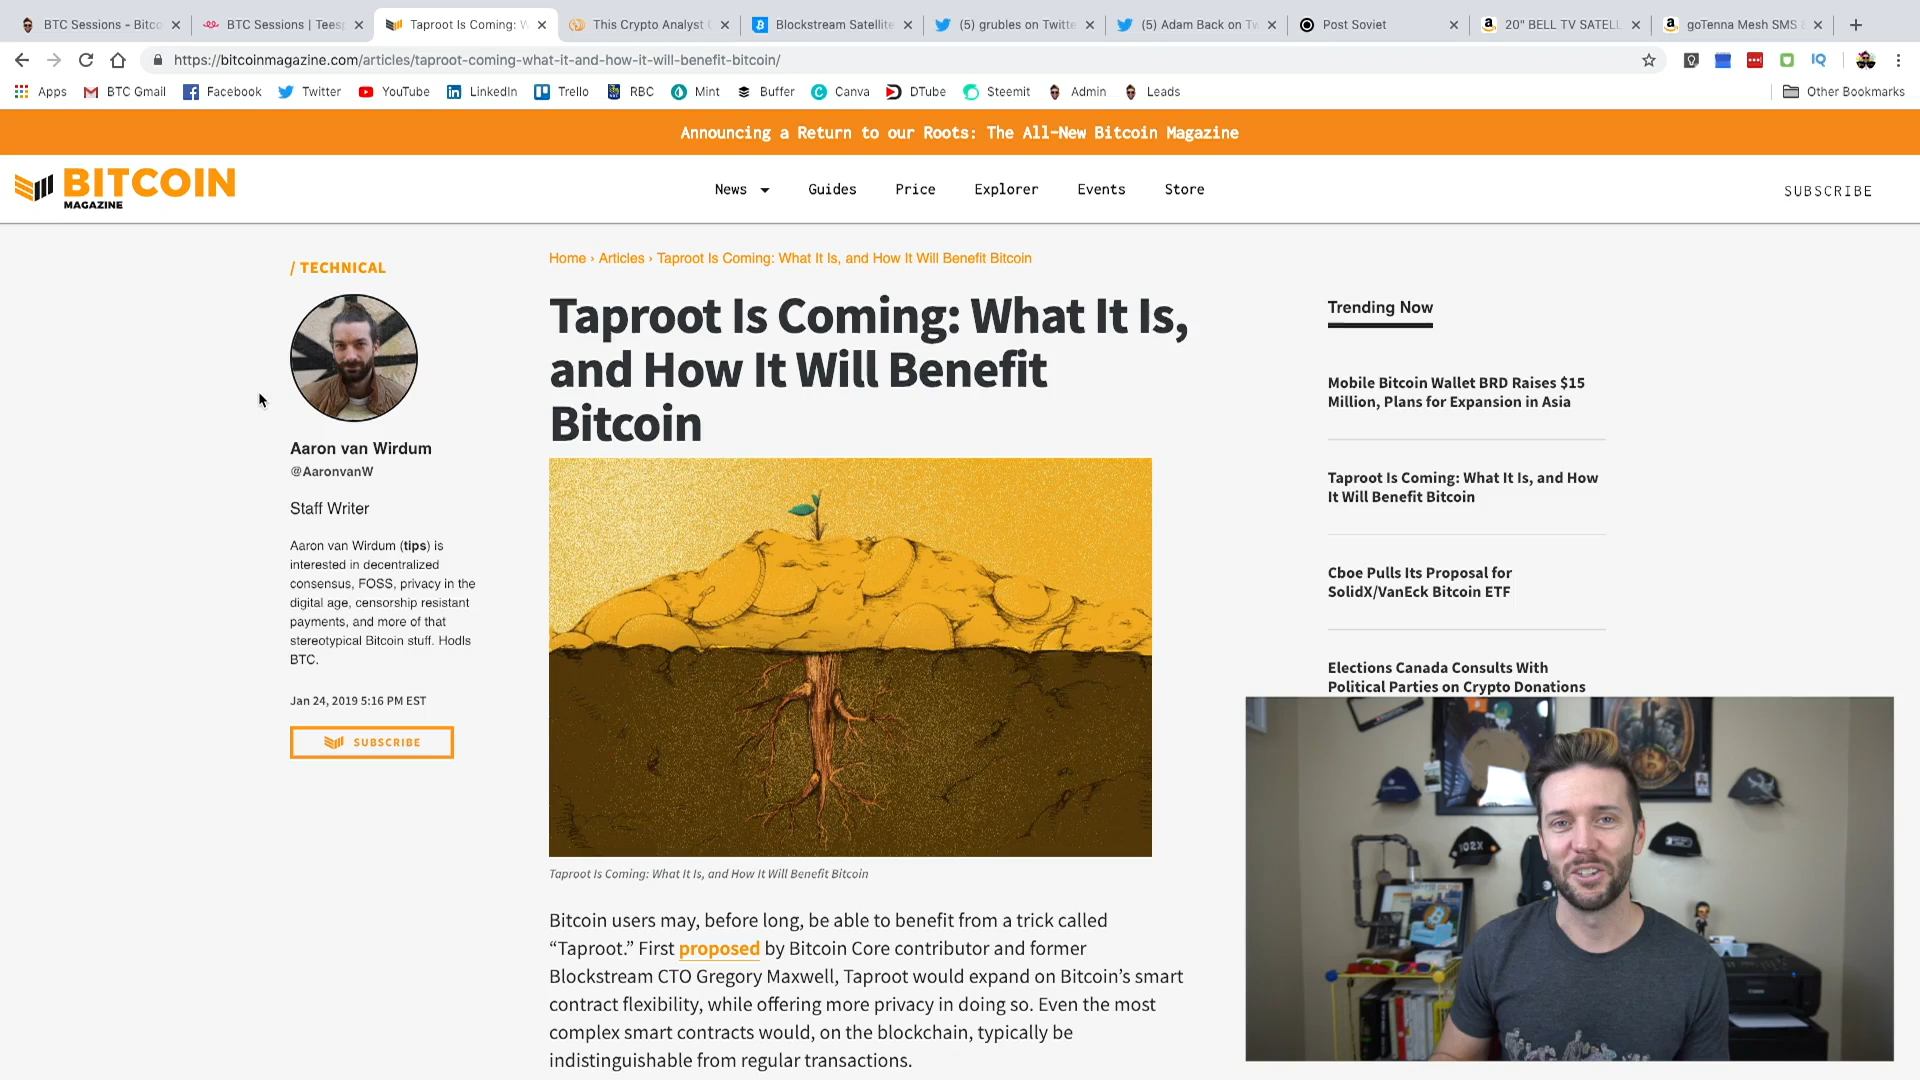 BTC Sessions - Bitco
BTC Sessions | Tees
Taproot Is Coming: W
This Crypto Analyst
Blockstream Satellite
(5) grubles on Twitte
(5) Adam Back on Tw
Post Soviet
20" BELL TV SATELL
goTenna Mesh SMS &
https://bitcoinmagazine.com/articles/taproot-coming-what-it-and-how-it-will-benefit-bitcoin/
IQ
Apps
BTC Gmail
Facebook
Twitter
YouTube
LinkedIn
Trello
RBC
Mint
Buffer
Canva
DTube
Steemit
Admin
Leads
Other Bookmarks
Announcing a Return to our Roots: The All-New Bitcoin Magazine
BITCOIN
MAGAZINE
News
Guides
Price
Explorer
Events
Store
SUBSCRIBE
/ TECHNICAL
Aaron van Wirdum
@AaronvanW
Staff Writer
Aaron van Wirdum (tips) is
interested in decentralized
consensus, FOSS, privacy in the
digital age, censorship resistant
payments, and more of that
stereotypical Bitcoin stuff. Hodls
BTC.
Jan 24, 2019 5:16 PM EST
SUBSCRIBE
Home › Articles › Taproot Is Coming: What It Is, and How It Will Benefit Bitcoin
Taproot Is Coming: What It Is,
and How It Will Benefit
Bitcoin
Taproot Is Coming: What It Is, and How It Will Benefit Bitcoin
Bitcoin users may, before long, be able to benefit from a trick called
“Taproot.” First proposed by Bitcoin Core contributor and former
Blockstream CTO Gregory Maxwell, Taproot would expand on Bitcoin’s smart
contract flexibility, while offering more privacy in doing so. Even the most
complex smart contracts would, on the blockchain, typically be
indistinguishable from regular transactions.
Trending Now
Mobile Bitcoin Wallet BRD Raises $15
Million, Plans for Expansion in Asia
Taproot Is Coming: What It Is, and How
It Will Benefit Bitcoin
Cboe Pulls Its Proposal for
SolidX/VanEck Bitcoin ETF
Elections Canada Consults With
Political Parties on Crypto Donations